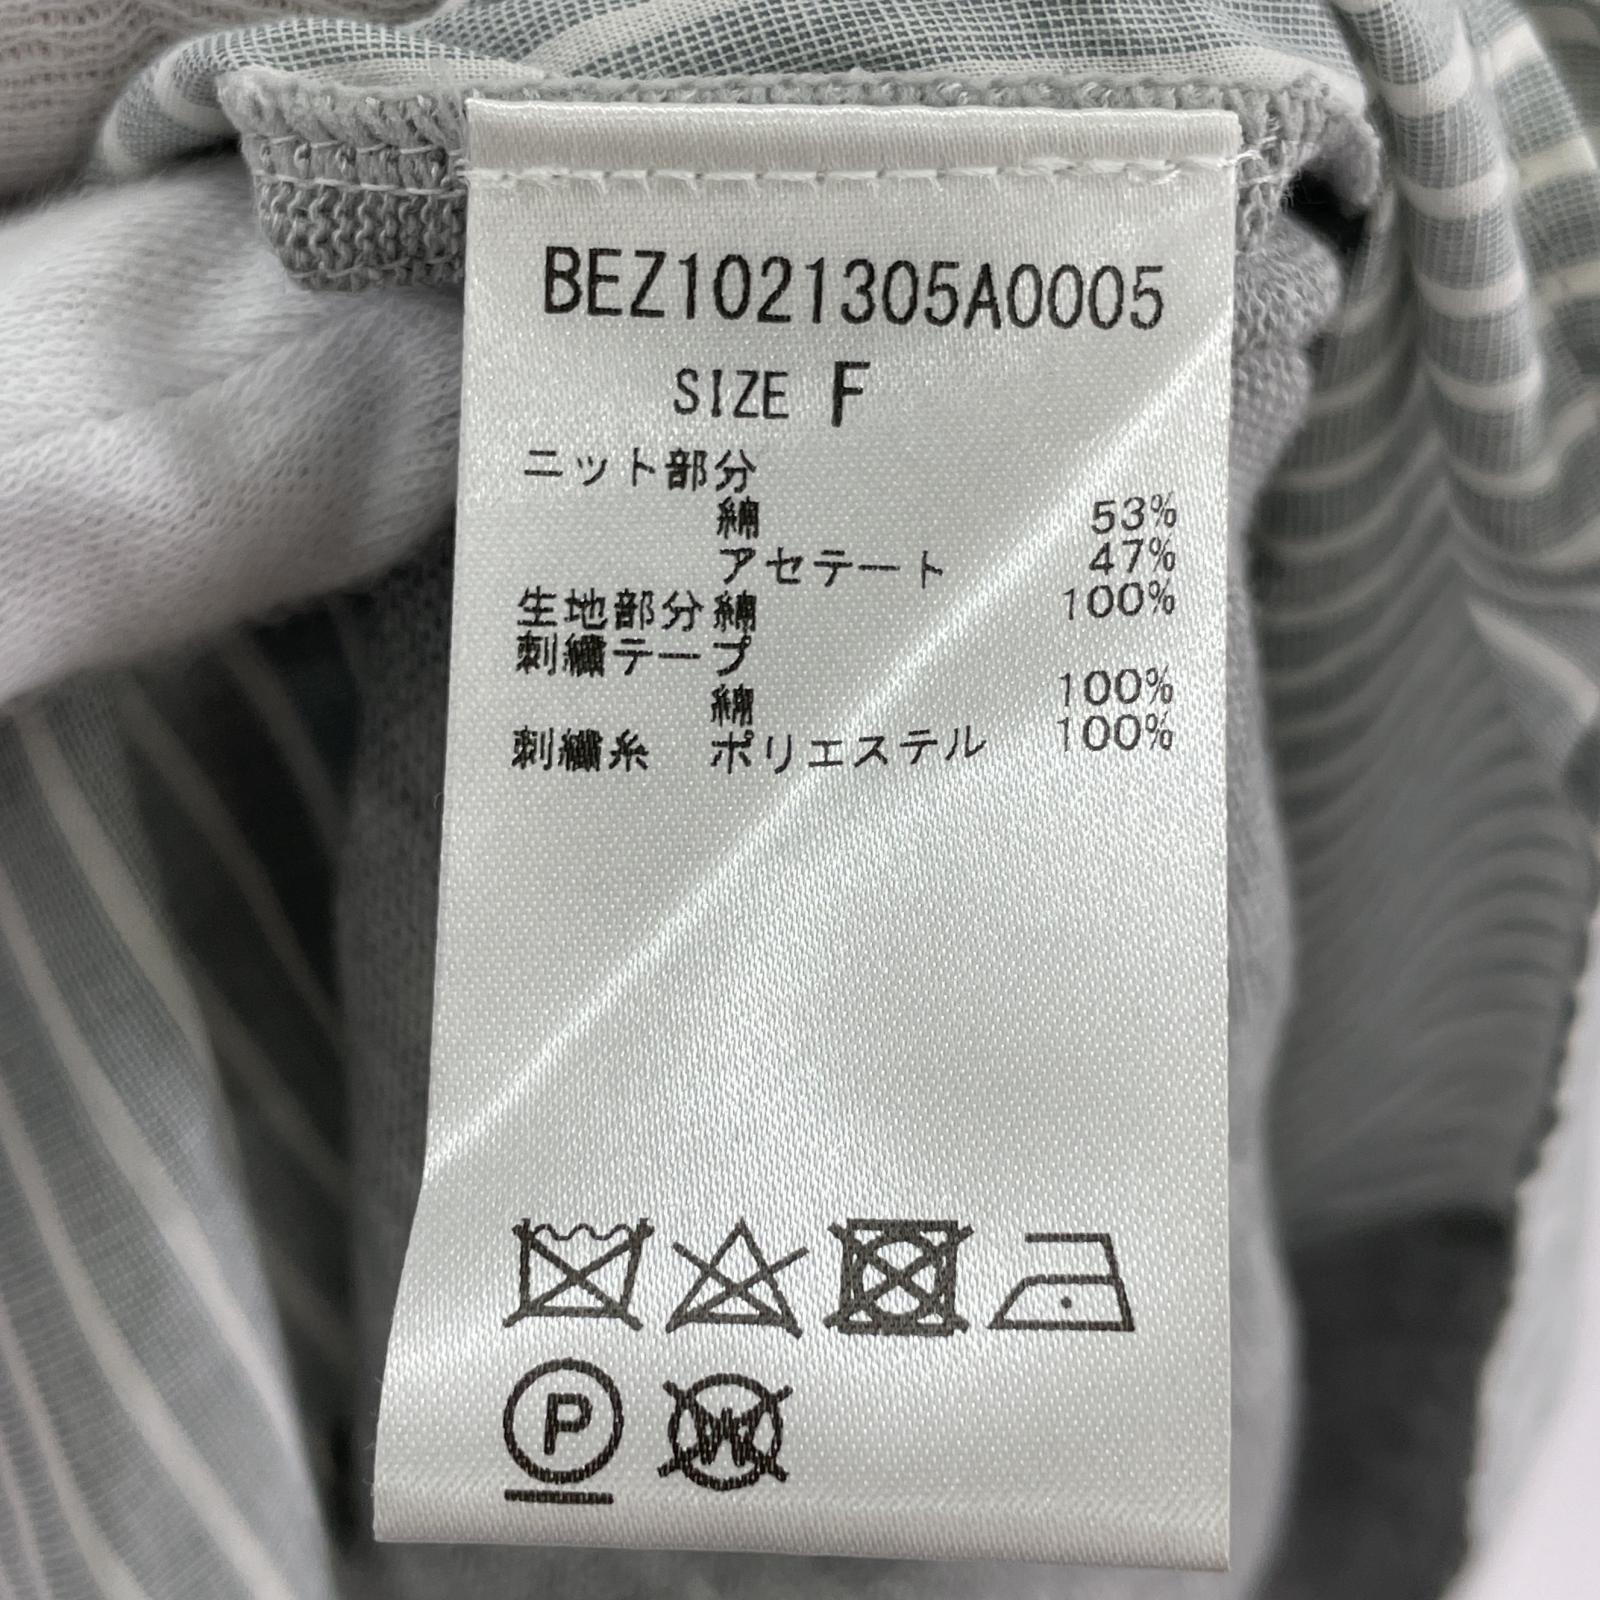 BEZ1021305A0005
SIZE F
ニット部分
綿 53%
アセテート 47%
生地部分 綿 100%
刺繍テープ
綿 100%
刺繍糸 ポリエステル 100%
P W